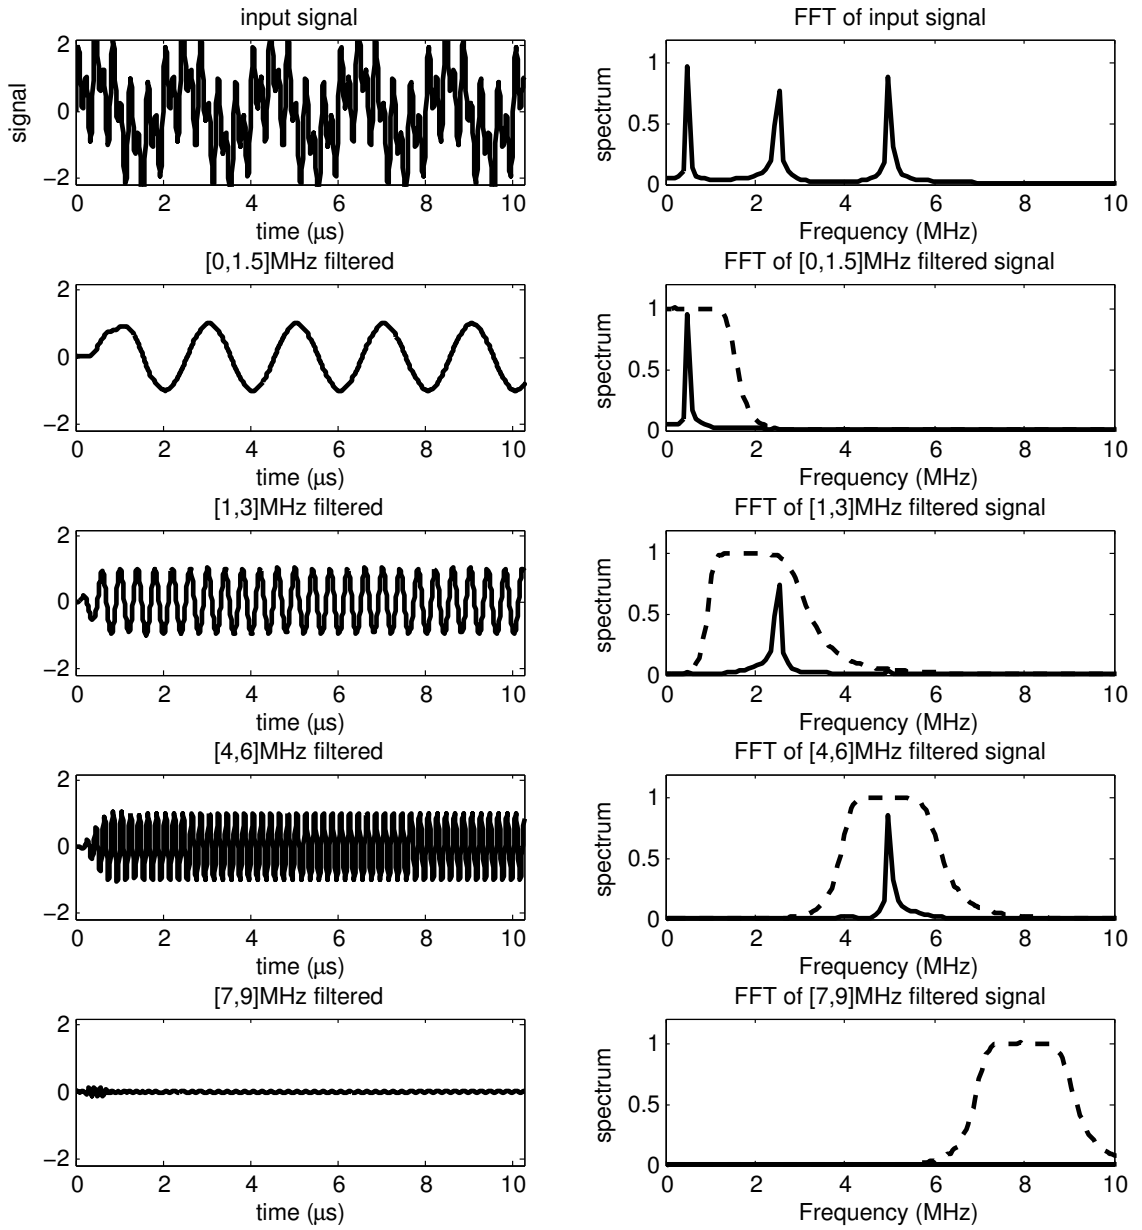 input signal
2
0
−2
signal
0 2 4 6 8 10
time (μs)
FFT of input signal
1
0.5
0
spectrum
0 2 4 6 8 10
Frequency (MHz)
[0,1.5]MHz filtered
2
0
−2
0 2 4 6 8 10
time (μs)
FFT of [0,1.5]MHz filtered signal
1
0.5
0
spectrum
0 2 4 6 8 10
Frequency (MHz)
[1,3]MHz filtered
2
0
−2
0 2 4 6 8 10
time (μs)
FFT of [1,3]MHz filtered signal
1
0.5
0
spectrum
0 2 4 6 8 10
Frequency (MHz)
[4,6]MHz filtered
2
0
−2
0 2 4 6 8 10
time (μs)
FFT of [4,6]MHz filtered signal
1
0.5
0
spectrum
0 2 4 6 8 10
Frequency (MHz)
[7,9]MHz filtered
2
0
−2
0 2 4 6 8 10
time (μs)
FFT of [7,9]MHz filtered signal
1
0.5
0
spectrum
0 2 4 6 8 10
Frequency (MHz)